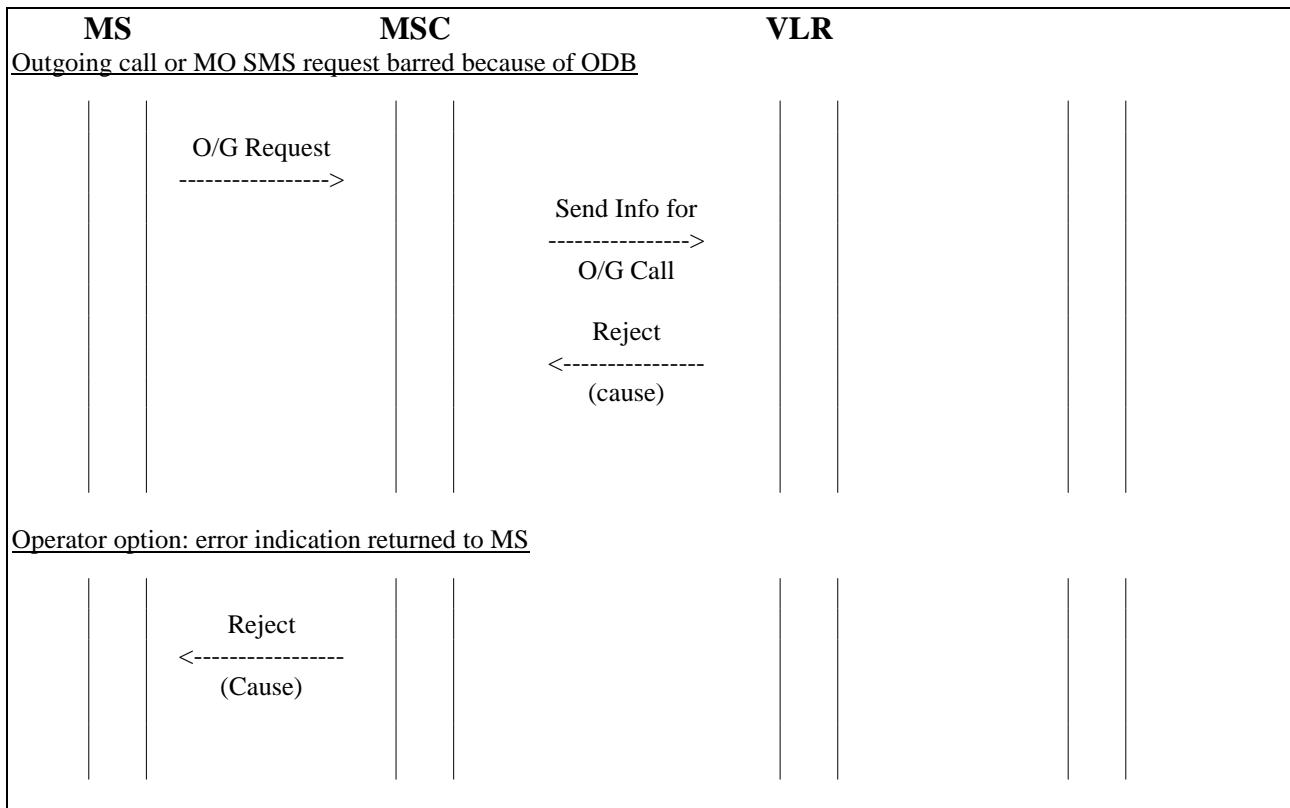 MS MSC VLR
Outgoing call or MO SMS request barred because of ODB
O/G Request
----------------->
Send Info for
---------------->
O/G Call
Reject
<----------------
(cause)
Operator option: error indication returned to MS
Reject
<-----------------
(Cause)